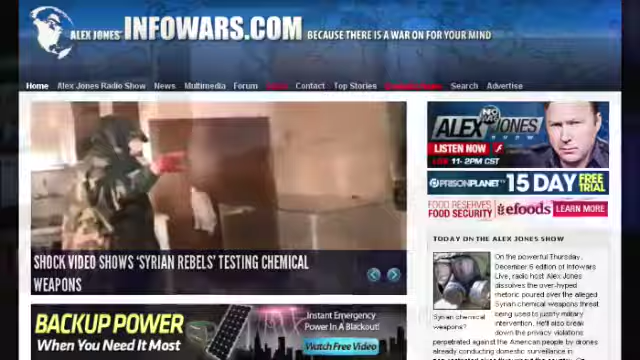 ALEX JONES' INFOWARS.COM BECAUSE THERE IS A WAR ON FOR YOUR MIND
Home Alex Jones Radio Show News Multimedia Forum Contact Top Stories Search Advertise
INFO WARS
ALEX JONES
SHOW
LISTEN NOW
LIVE 11-2PM CST
PRISONPLANET 15 DAY FREE TRIAL
FOOD RESERVES
FOOD SECURITY efoods LEARN MORE
SHOCK VIDEO SHOWS 'SYRIAN REBELS' TESTING CHEMICAL
WEAPONS
BACKUP POWER
When You Need It Most
Instant Emergency
Power In A Blackout!
Watch Free Video
TODAY ON THE ALEX JONES SHOW
On the powerful Thursday,
December 6 edition of Infowars
Live, radio host Alex Jones
dissolves the over-hyped
rhetoric poured over the alleged
Syrian chemical weapons threat
being used to justify military
intervention. He'll also break
down the privacy violations
perpetrated against the American people by drones
already conducting domestic surveillance in
Syrian chemical
weapons?